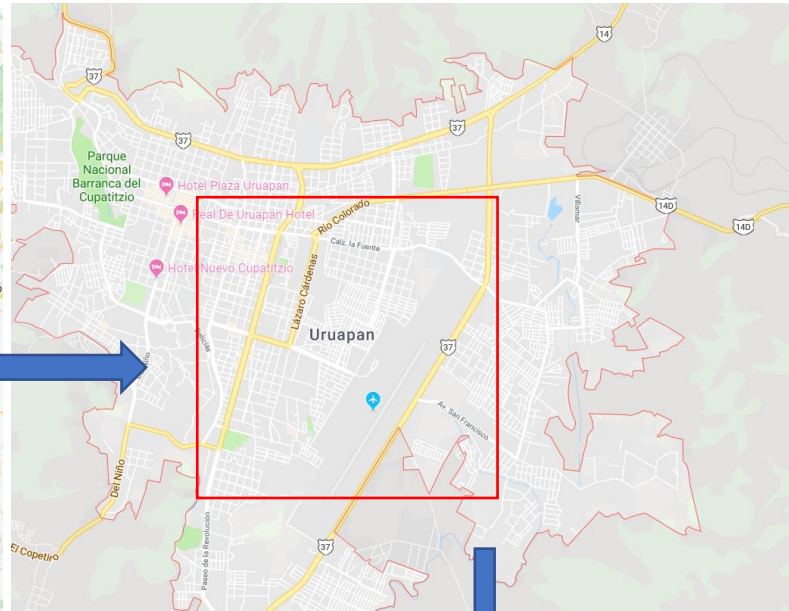 14
37
37
37
Parque
Nacional
Barranca del
Cupatitzio
Hotel Plaza Uruapan
Real De Uruapan Hotel
Río Colorado
Villamar
14D
14D
Calz. la Fuente
Hotel Nuevo Cupatitzio
Lázaro Cárdenas
Uruapan
37
Av. San Francisco
Del Niño
El Copetiro
Paseo de la Revolución
37